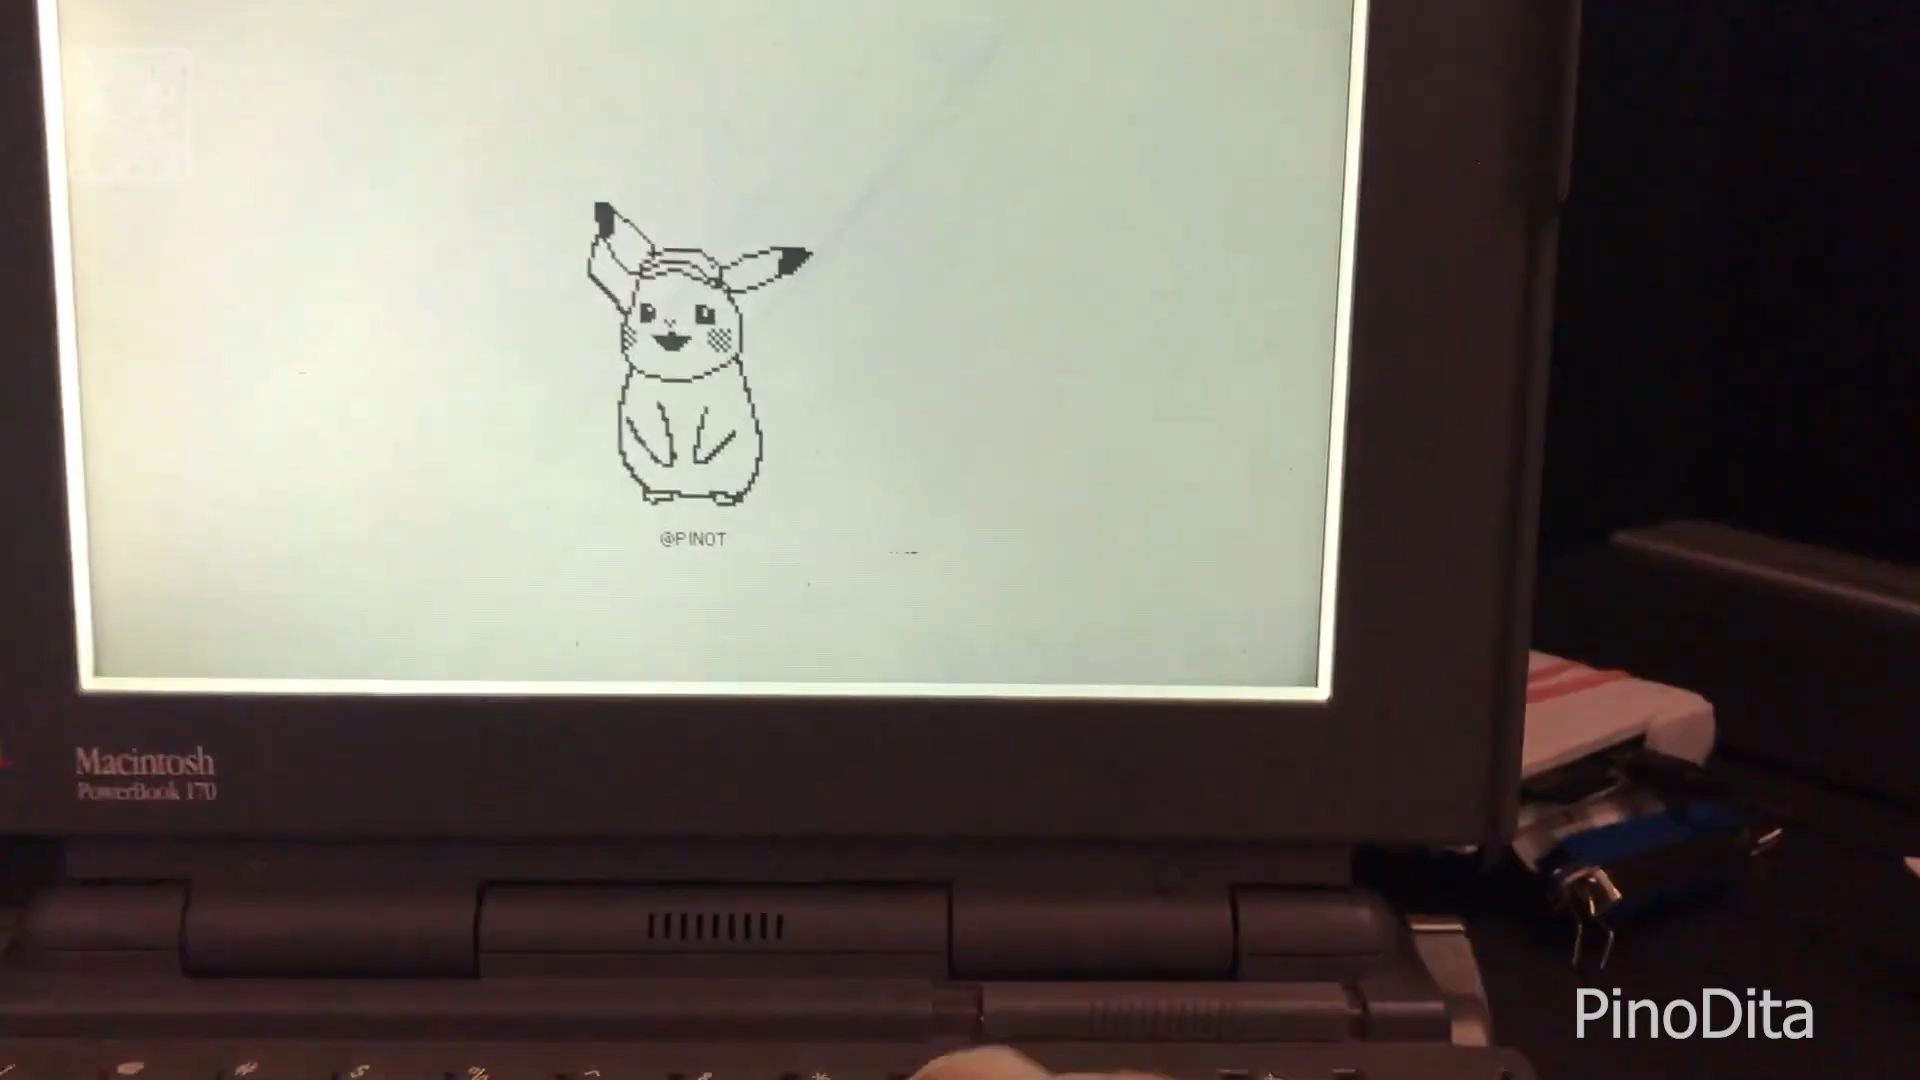 @PINOT
Macintosh
PowerBook 170
# $ % ^ & *
PinoDita